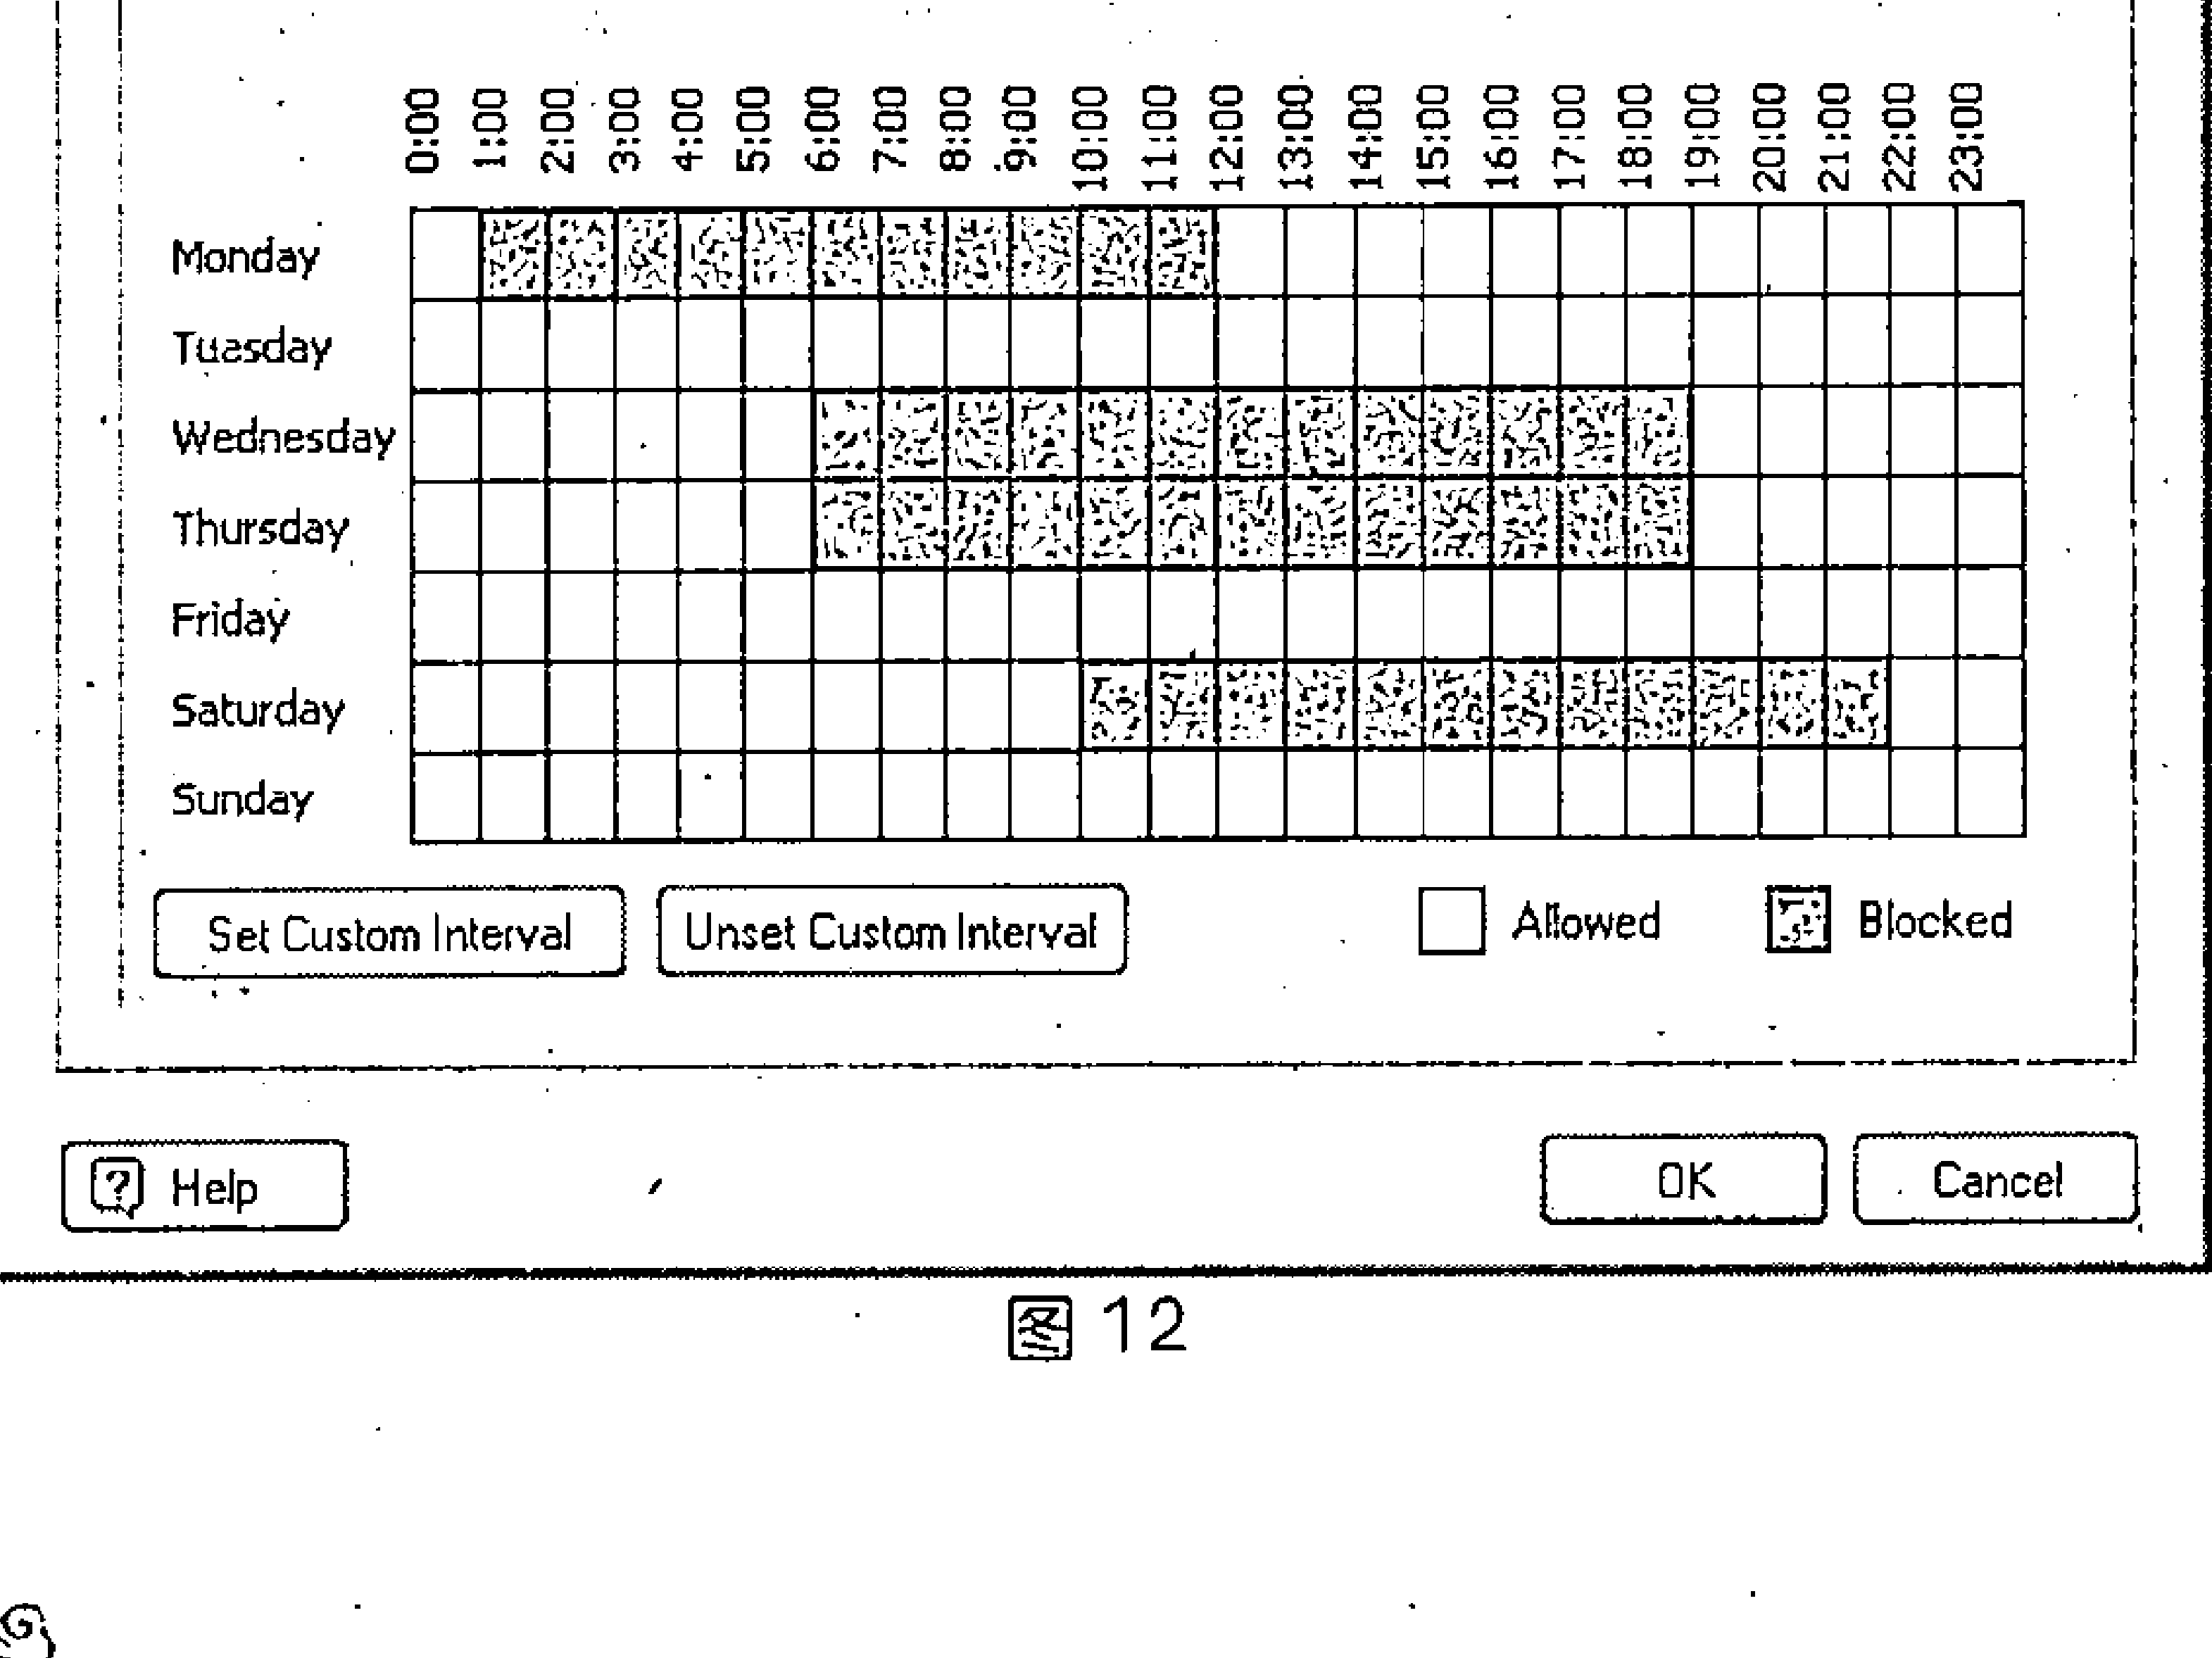 0:00 1:00 2:00 3:00 4:00 5:00 6:00 7:00 8:00 9:00 10:00 11:00 12:00 13:00 14:00 15:00 16:00 17:00 18:00 19:00 20:00 21:00 22:00 23:00
Monday
Tuesday
Wednesday
Thursday
Friday
Saturday
Sunday
Set Custom Interval Unset Custom Interval Allowed Blocked
? Help OK Cancel
图 12